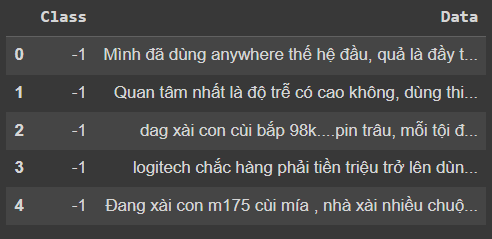 Class Data
0 -1 Mình đã dùng anywhere thế hệ đầu, quả là đầy t...
1 -1 Quan tâm nhất là độ trễ có cao không, dùng thi...
2 -1 dag xài con cùi bắp 98k....pin trâu, mỗi tội đ...
3 -1 logitech chắc hàng phải tiền triệu trở lên dùn...
4 -1 Đang xài con m175 cùi mía , nhà xài nhiều chuộ...